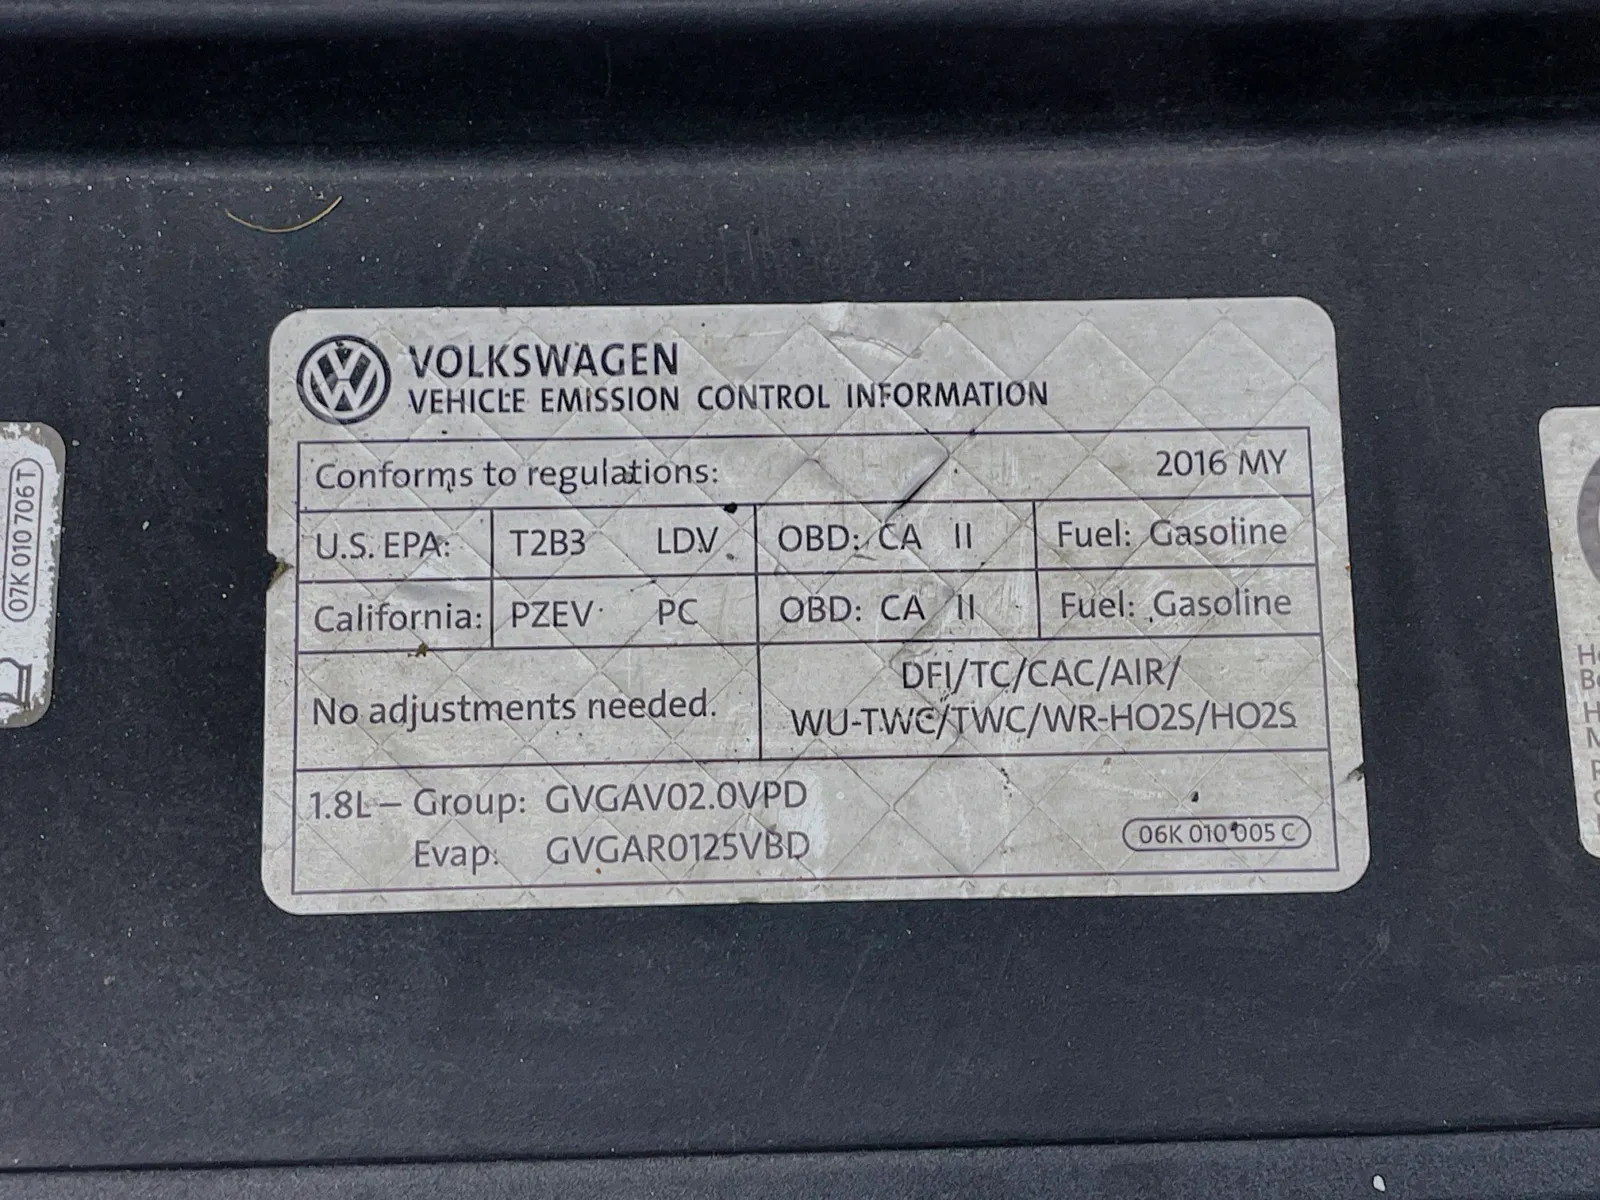 VOLKSWAGEN
VEHICLE EMISSION CONTROL INFORMATION
Conforms to regulations: 2016 MY
U.S. EPA: T2B3 LDV OBD: CA II Fuel: Gasoline
California: PZEV PC OBD: CA II Fuel: Gasoline
No adjustments needed.
DFI/TC/CAC/AIR/
WU-TWC/TWC/WR-HO2S/HO2S
1.8L – Group: GVGAV02.0VPD
Evap: GVGAR0125VBD
06K 010 005 C
07K 010 706 T